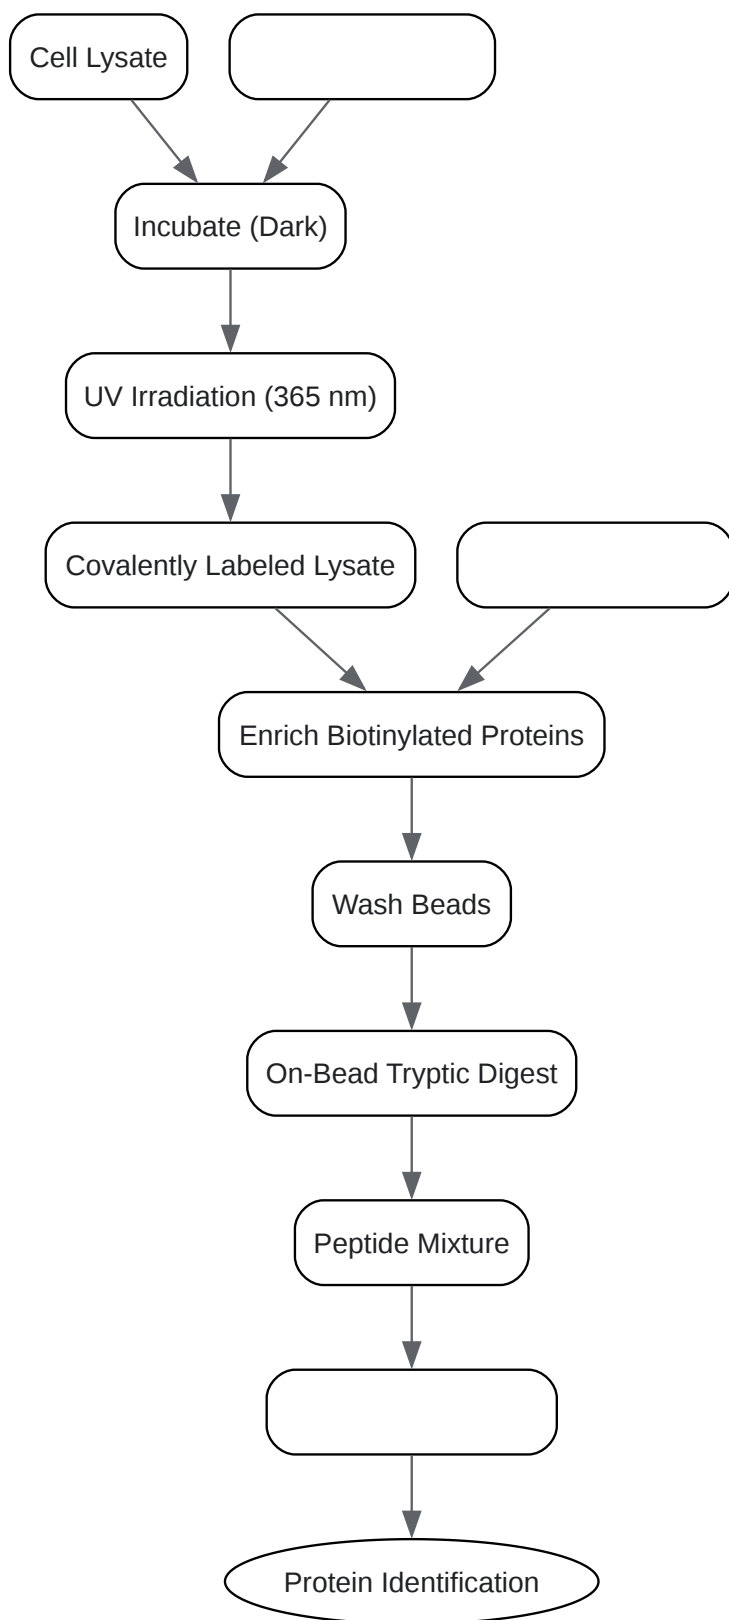 Cell Lysate
Incubate (Dark)
UV Irradiation (365 nm)
Covalently Labeled Lysate
Enrich Biotinylated Proteins
Wash Beads
On-Bead Tryptic Digest
Peptide Mixture
Protein Identification